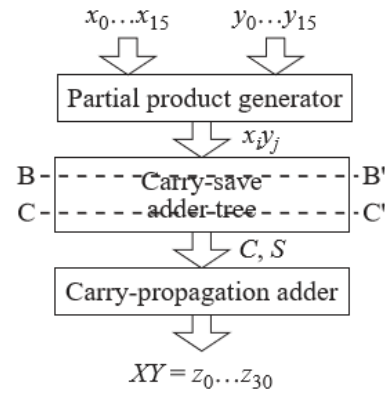 x₀...x₁₅ y₀...y₁₅
Partial product generator
xᵢyⱼ
B B'
Carry-save
C C'
adder-tree
C, S
Carry-propagation adder
XY = z₀...z₃₀